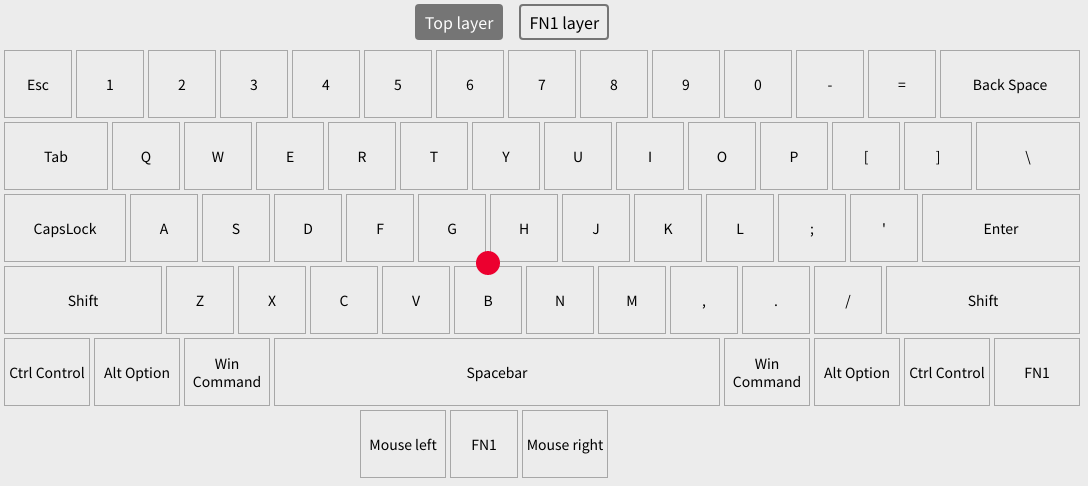 Top layer FN1 layer
Esc 1 2 3 4 5 6 7 8 9 0 - = Back Space
Tab Q W E R T Y U I O P [ ] \
CapsLock A S D F G H J K L ; ' Enter
Shift Z X C V B N M , . / Shift
Ctrl Control Alt Option Win Command Spacebar Win Command Alt Option Ctrl Control FN1
Mouse left FN1 Mouse right